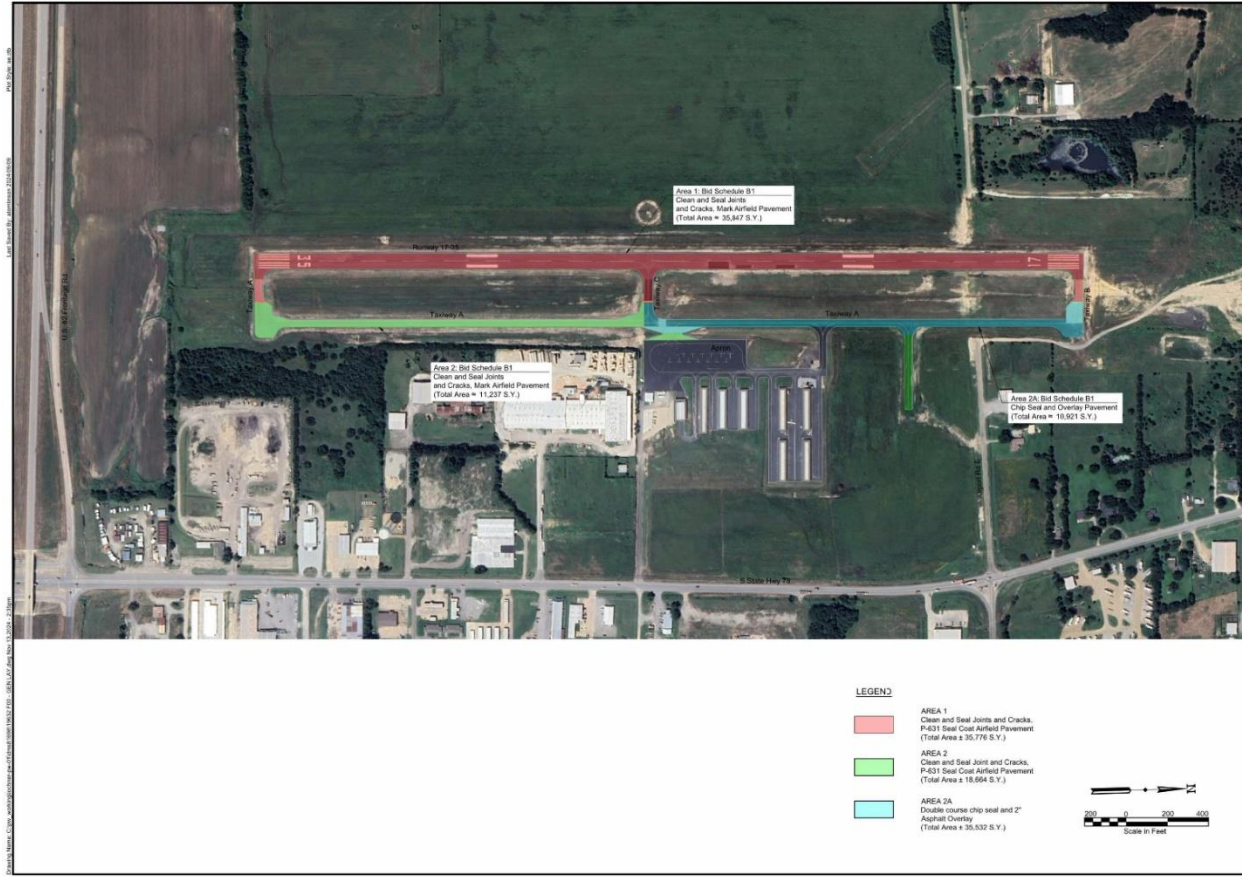 Area 1: Bid Schedule B1
Clean and Seal Joints
and Cracks, Mark Airfield Pavement
(Total Area ≈ 35,847 S.Y.)
Runway 17-35
35
17
Taxiway A
Taxiway C
Taxiway B
Taxiway A
Taxiway A
Apron
Area 2: Bid Schedule B1
Clean and Seal Joints
and Cracks, Mark Airfield Pavement
(Total Area ≈ 11,237 S.Y.)
Area 2A: Bid Schedule B1
Chip Seal and Overlay Pavement
(Total Area ≈ 10,921 S.Y.)
S State Hwy 78
LEGEND
AREA 1
Clean and Seal Joints and Cracks,
P-631 Seal Coat Airfield Pavement
(Total Area ± 35,776 S.Y.)
AREA 2
Clean and Seal Joint and Cracks,
P-631 Seal Coat Airfield Pavement
(Total Area ± 18,664 S.Y.)
AREA 2A
Double course chip seal and 2"
Asphalt Overlay
(Total Area ± 35,532 S.Y.)
N
200 0 200 400
Scale in Feet